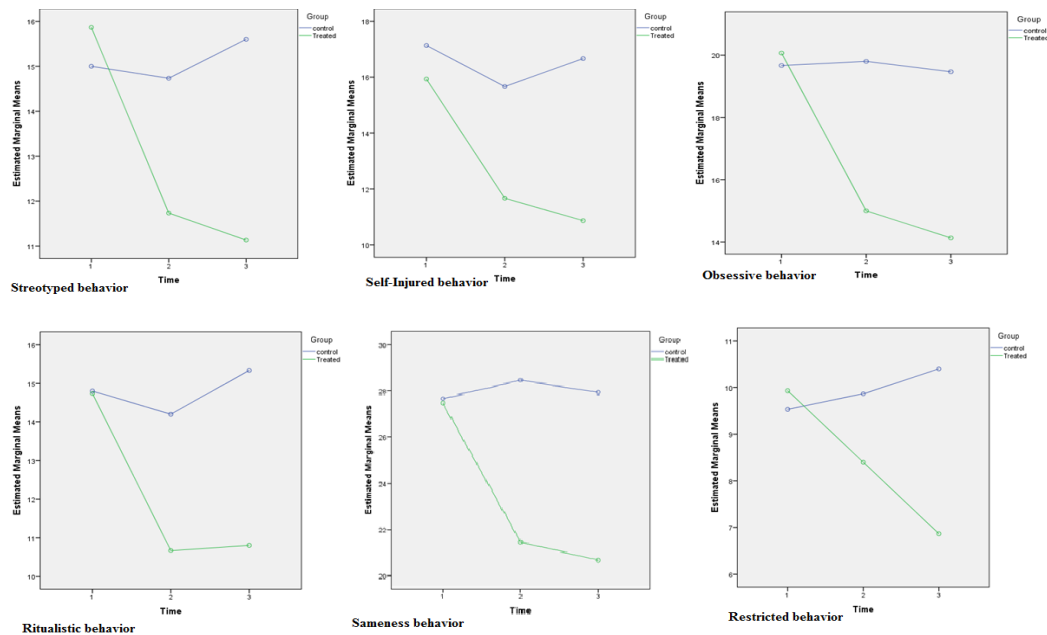 Group
control
Treated
16
15
14
13
12
11
Estimated Marginal Means
1 2 3
Time
Streotyped behavior
Group
control
Treated
18
16
14
12
10
Estimated Marginal Means
1 2 3
Time
Self-Injured behavior
Group
control
Treated
20
18
16
14
Estimated Marginal Means
1 2 3
Time
Obsessive behavior
Group
control
Treated
16
15
14
13
12
11
10
Estimated Marginal Means
1 2 3
Time
Ritualistic behavior
Group
control
Treated
30
28
26
24
22
20
Estimated Marginal Means
1 2 3
Time
Sameness behavior
Group
control
Treated
11
10
9
8
7
6
Estimated Marginal Means
1 2 3
Time
Restricted behavior